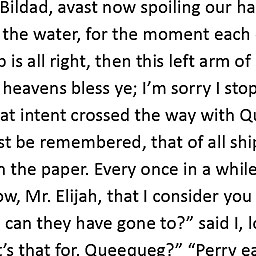 Bildad, avast now spoiling our ha
the water, for the moment each
is all right, then this left arm of
heavens bless ye; I'm sorry I stop
at intent crossed the way with Qu
st be remembered, that of all ship
the paper. Every once in a while
ow, Mr. Elijah, that I consider you
can they have gone to?" said I, lo
t's that for, Queequeg?" "Perry ea